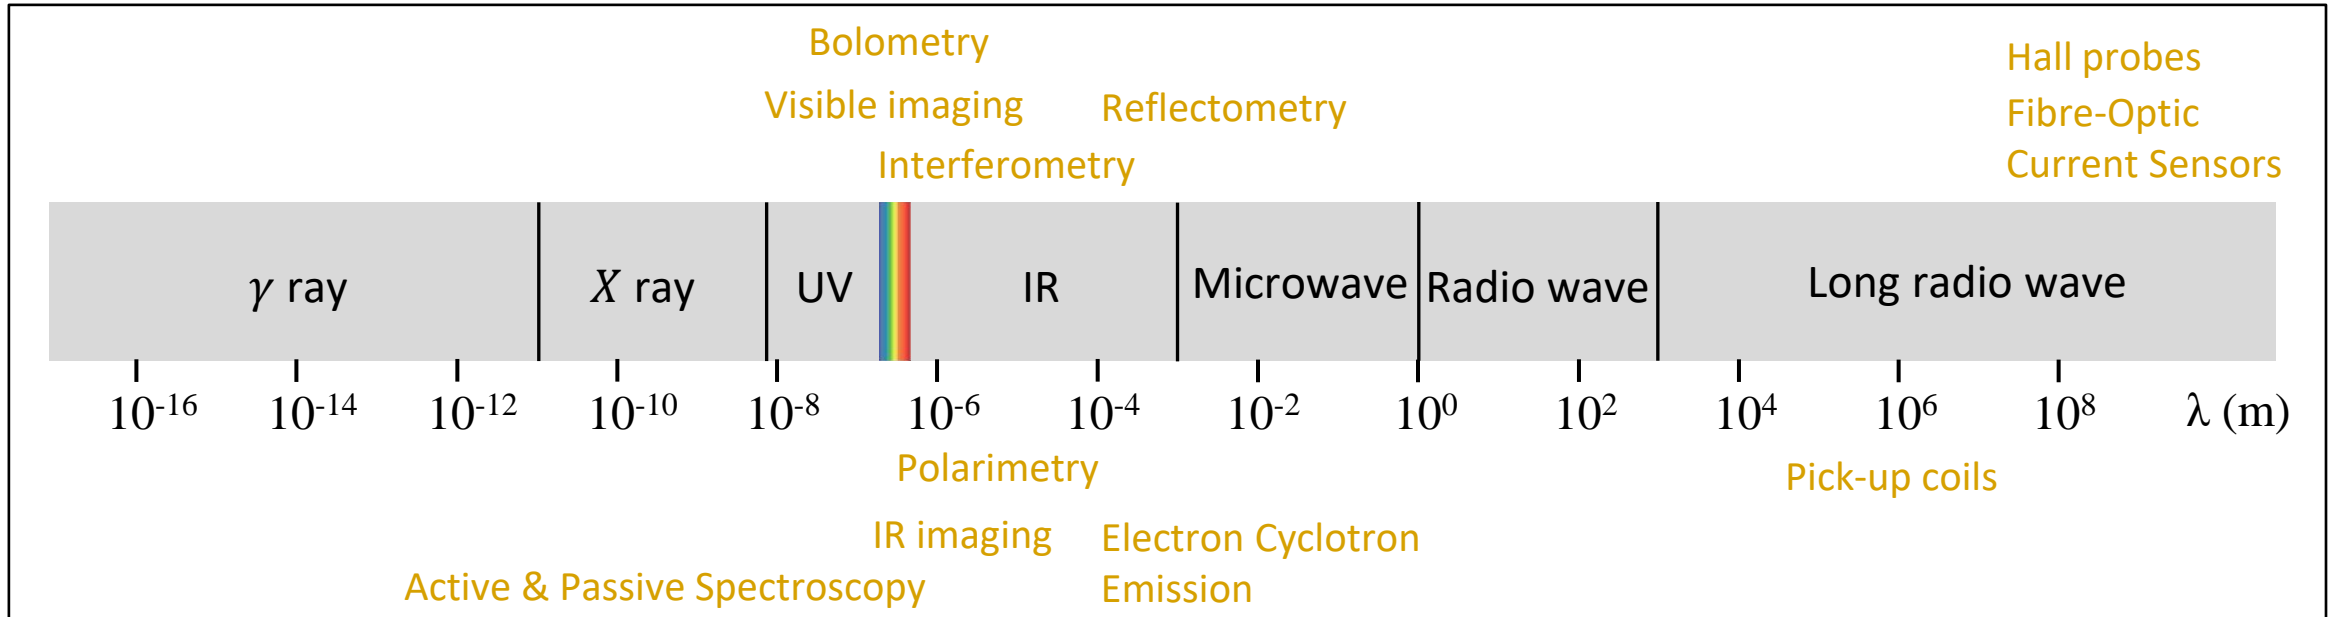 Bolometry
Hall probes
Visible imaging
Reflectometry
Fibre-Optic
Interferometry
Current Sensors
γ ray
X ray
UV
IR
Microwave
Radio wave
Long radio wave
10⁻¹⁶ 10⁻¹⁴ 10⁻¹² 10⁻¹⁰ 10⁻⁸ 10⁻⁶ 10⁻⁴ 10⁻² 10⁰ 10² 10⁴ 10⁶ 10⁸ λ (m)
Polarimetry
Pick-up coils
IR imaging
Electron Cyclotron
Emission
Active & Passive Spectroscopy